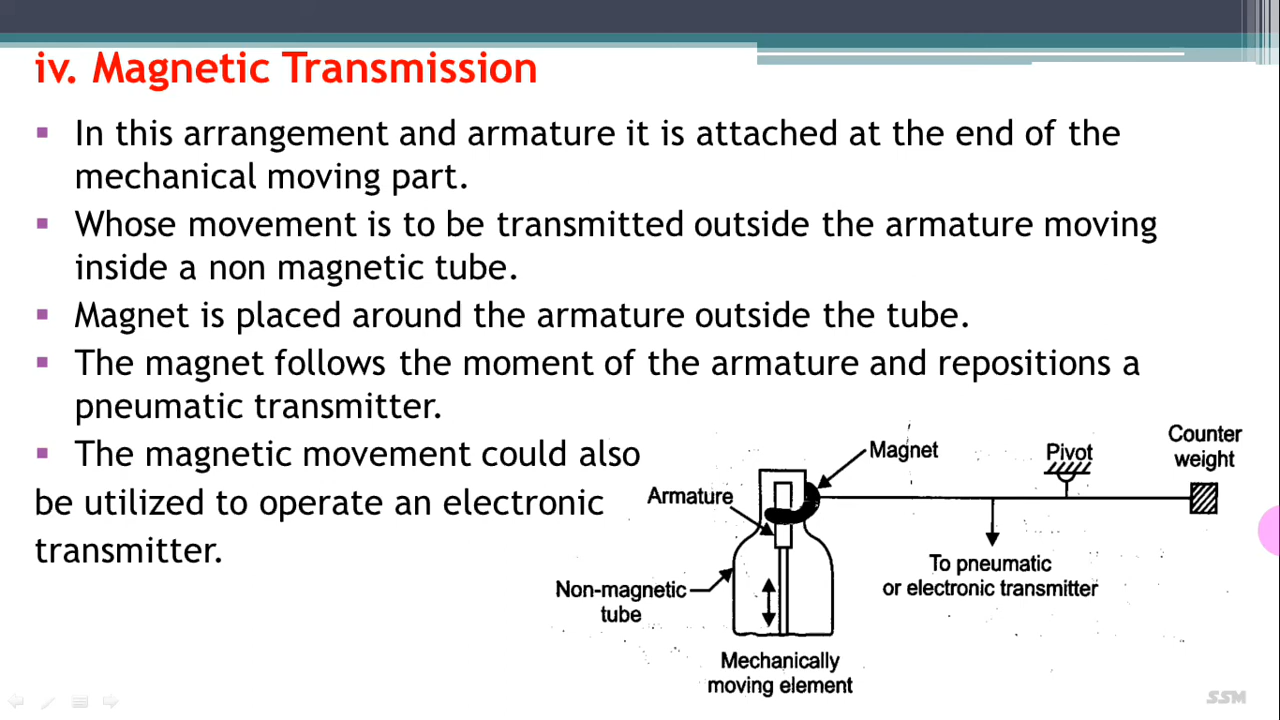 iv. Magnetic Transmission
▪ In this arrangement and armature it is attached at the end of the
mechanical moving part.
▪ Whose movement is to be transmitted outside the armature moving
inside a non magnetic tube.
▪ Magnet is placed around the armature outside the tube.
▪ The magnet follows the moment of the armature and repositions a
pneumatic transmitter.
▪ The magnetic movement could also
be utilized to operate an electronic
transmitter.
Counter
weight
Magnet
Pivot
Armature
To pneumatic
or electronic transmitter
Non-magnetic
tube
Mechanically
moving element
SSM